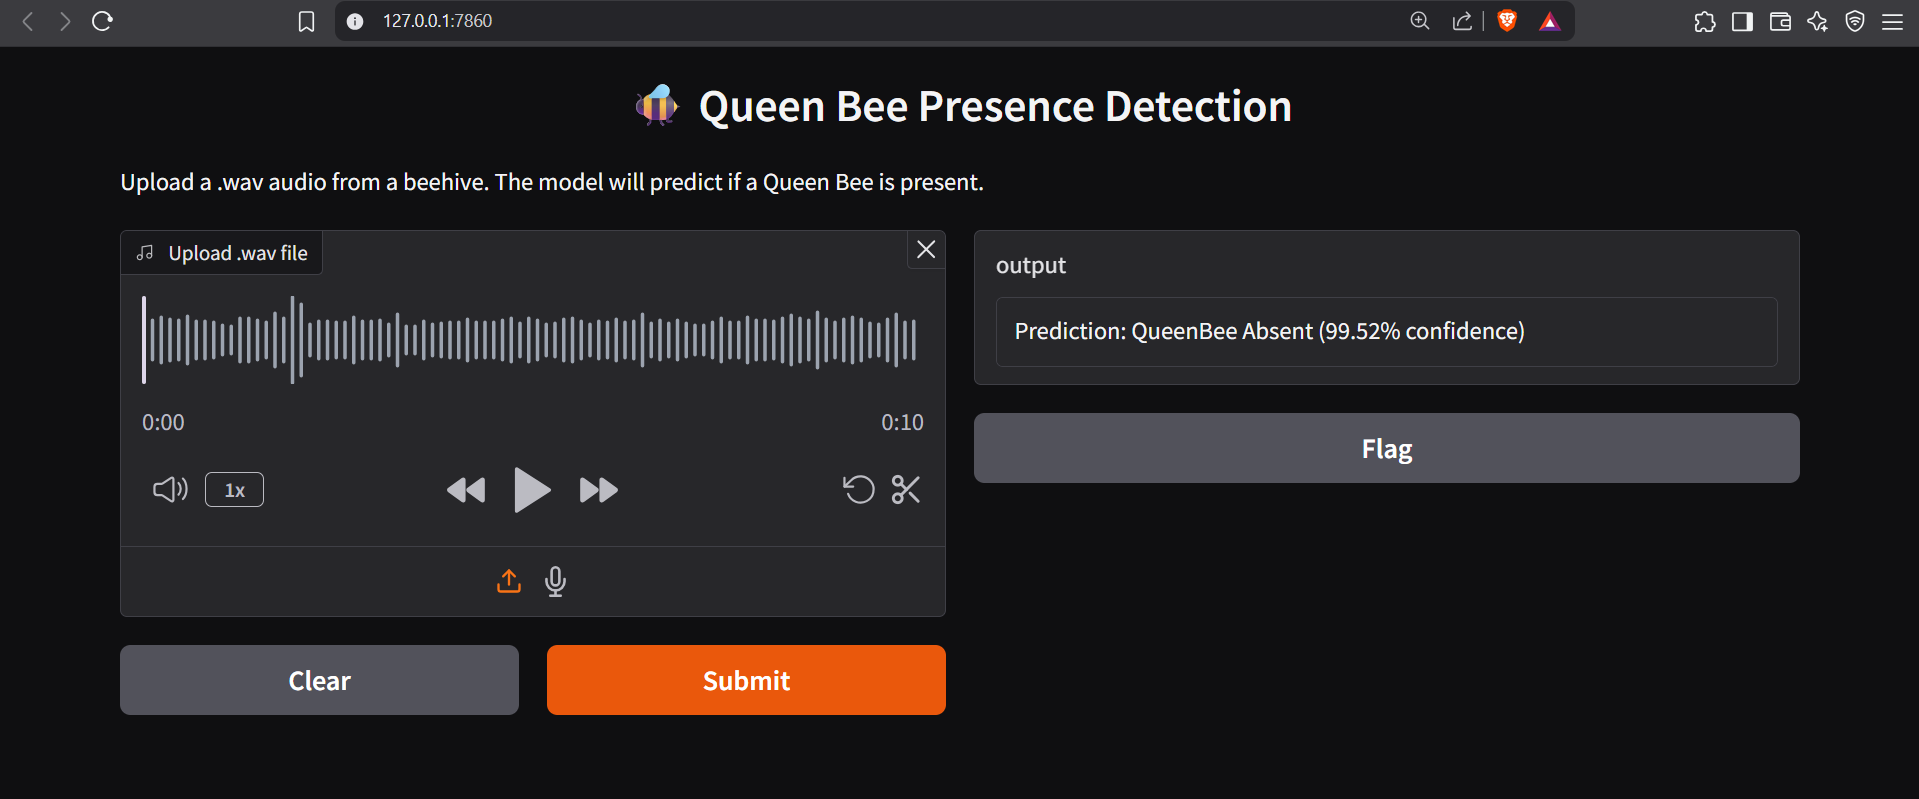 127.0.0.1:7860
Queen Bee Presence Detection
Upload a .wav audio from a beehive. The model will predict if a Queen Bee is present.
Upload .wav file
0:00
0:10
1x
Clear
Submit
output
Prediction: QueenBee Absent (99.52% confidence)
Flag